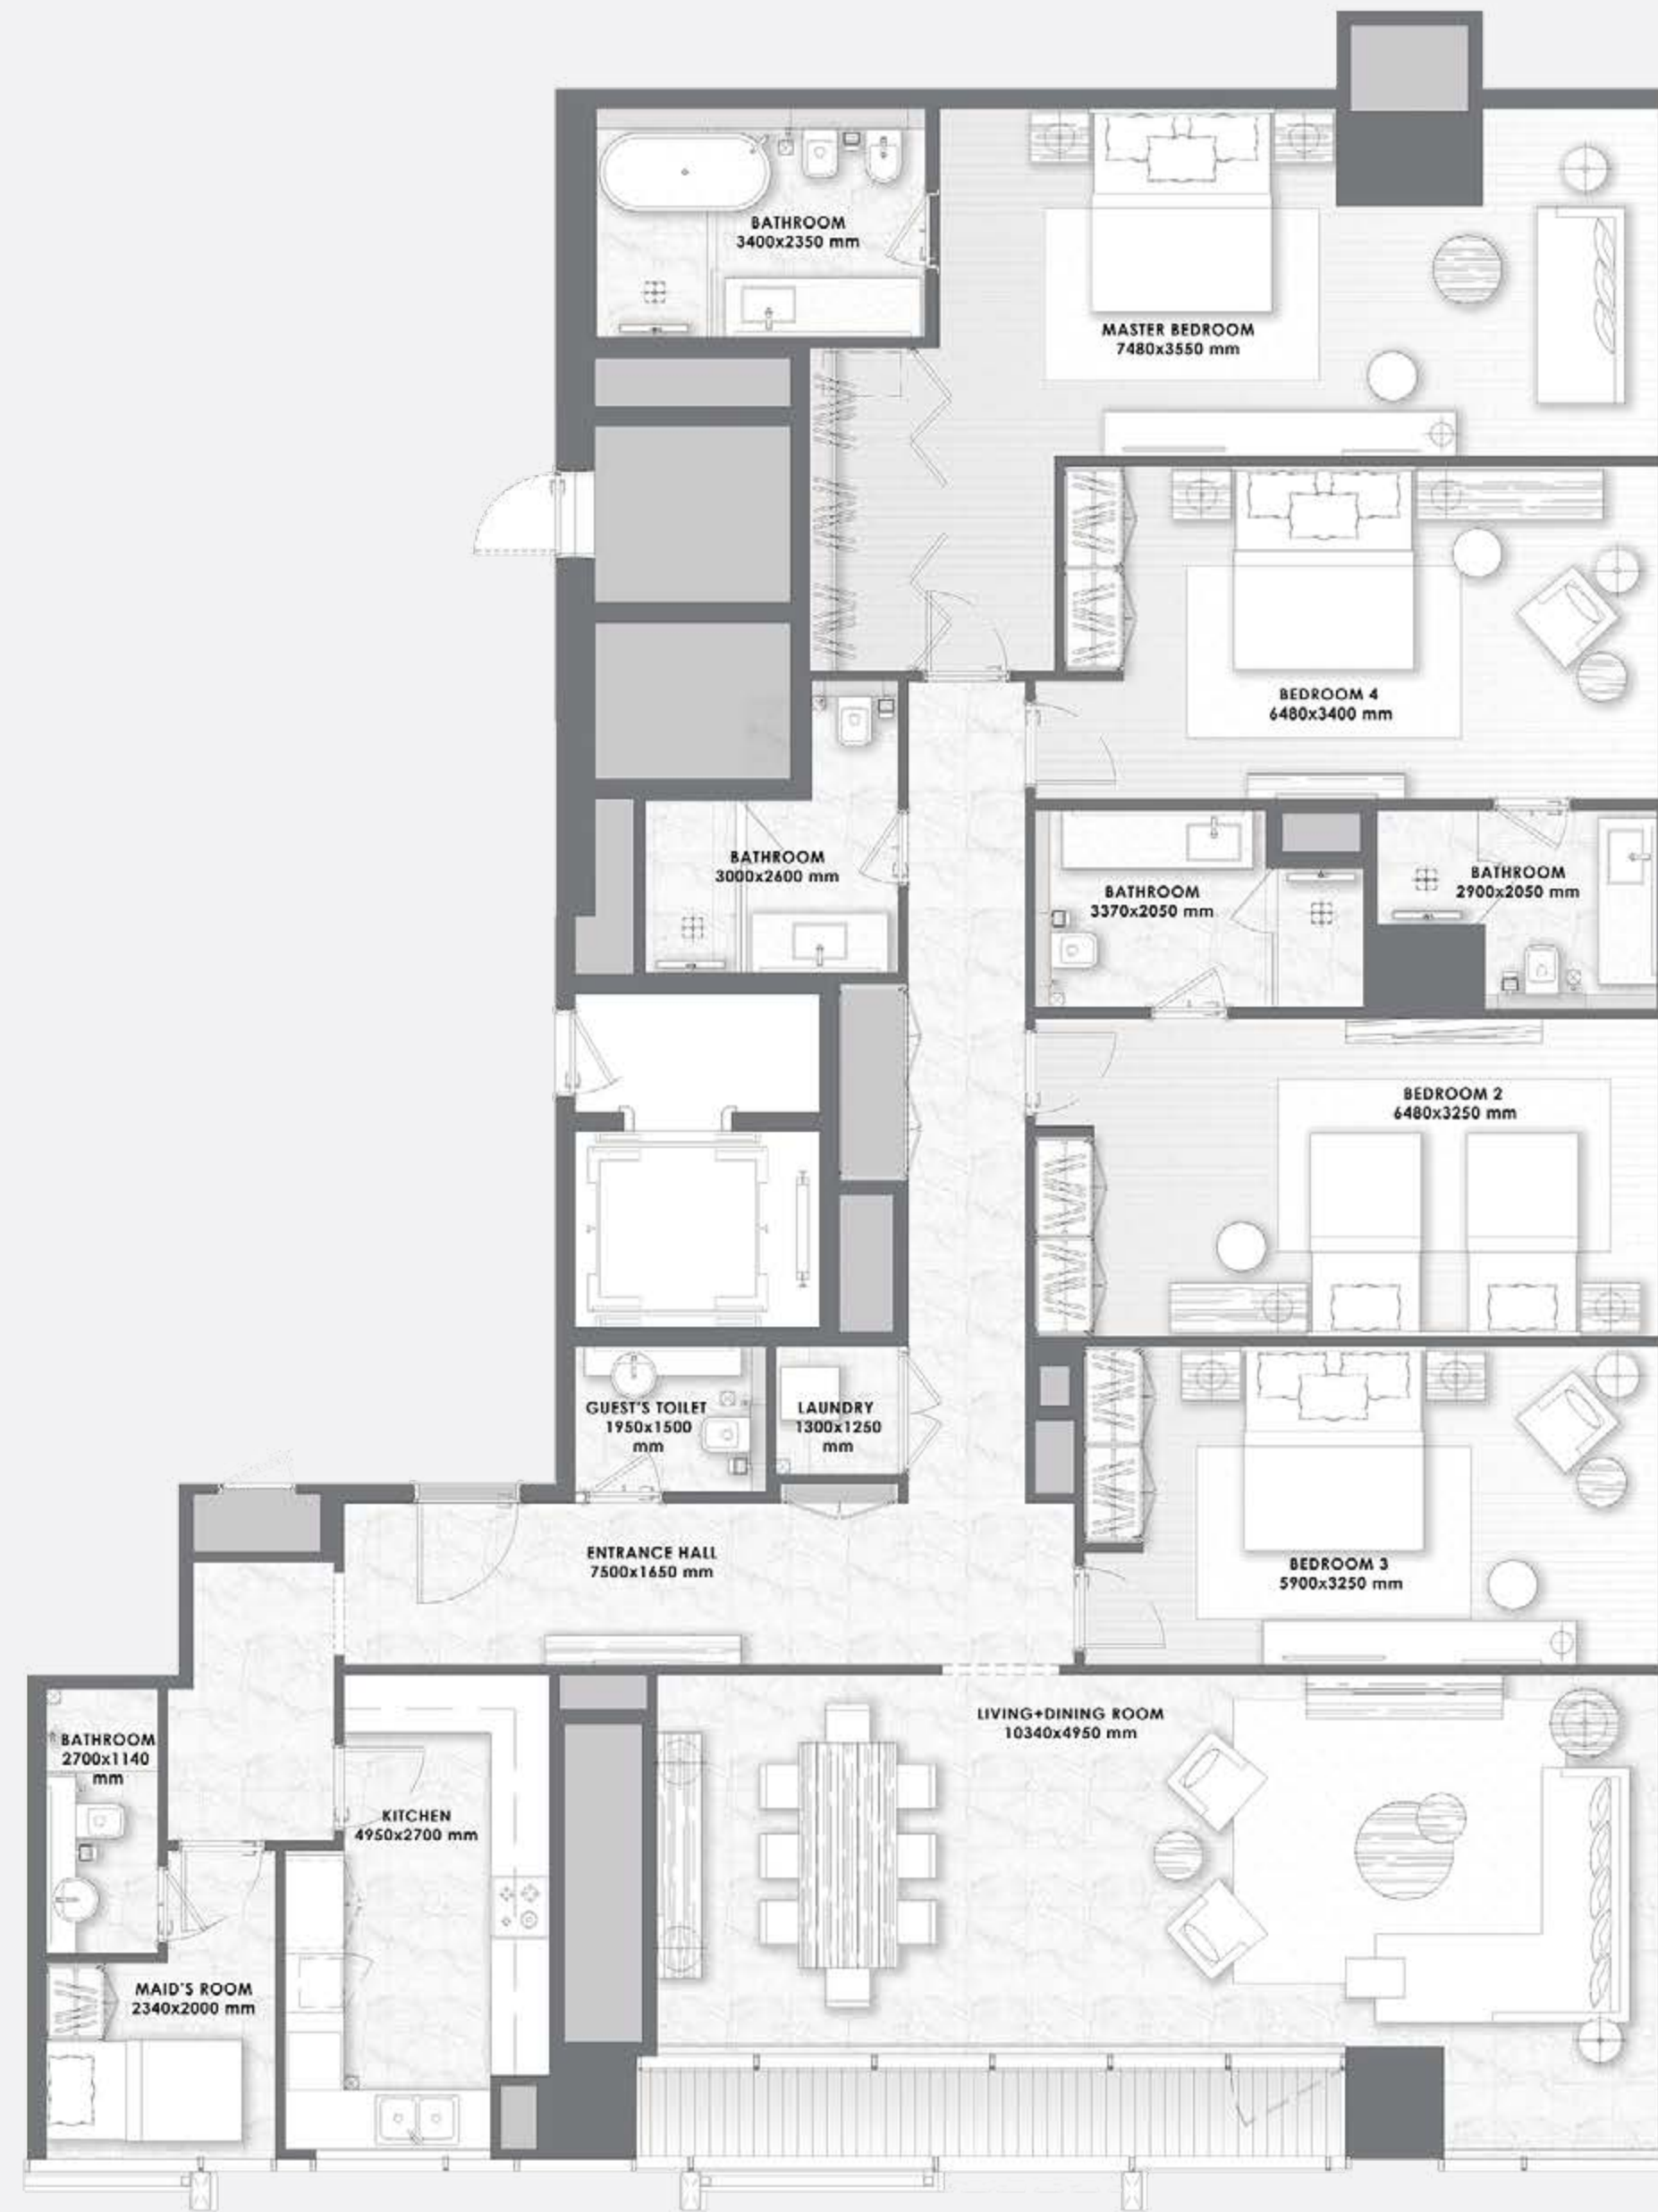 BATHROOM
3400x2350 mm
MASTER BEDROOM
7480x3550 mm
BEDROOM 4
6480x3400 mm
BATHROOM
3000x2600 mm
BATHROOM
3370x2050 mm
BATHROOM
2900x2050 mm
BEDROOM 2
6480x3250 mm
GUEST'S TOILET
1950x1500
mm
LAUNDRY
1300x1250
mm
ENTRANCE HALL
7500x1650 mm
BEDROOM 3
5900x3250 mm
LIVING+DINING ROOM
10340x4950 mm
BATHROOM
2700x1140
mm
KITCHEN
4950x2700 mm
MAID'S ROOM
2340x2000 mm